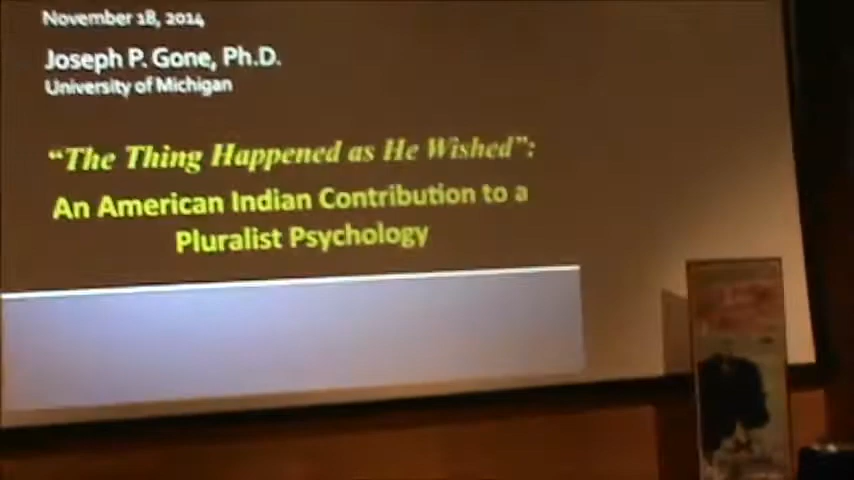 November 18, 2014
Joseph P. Gone, Ph.D.
University of Michigan
“The Thing Happened as He Wished”:
An American Indian Contribution to a
Pluralist Psychology